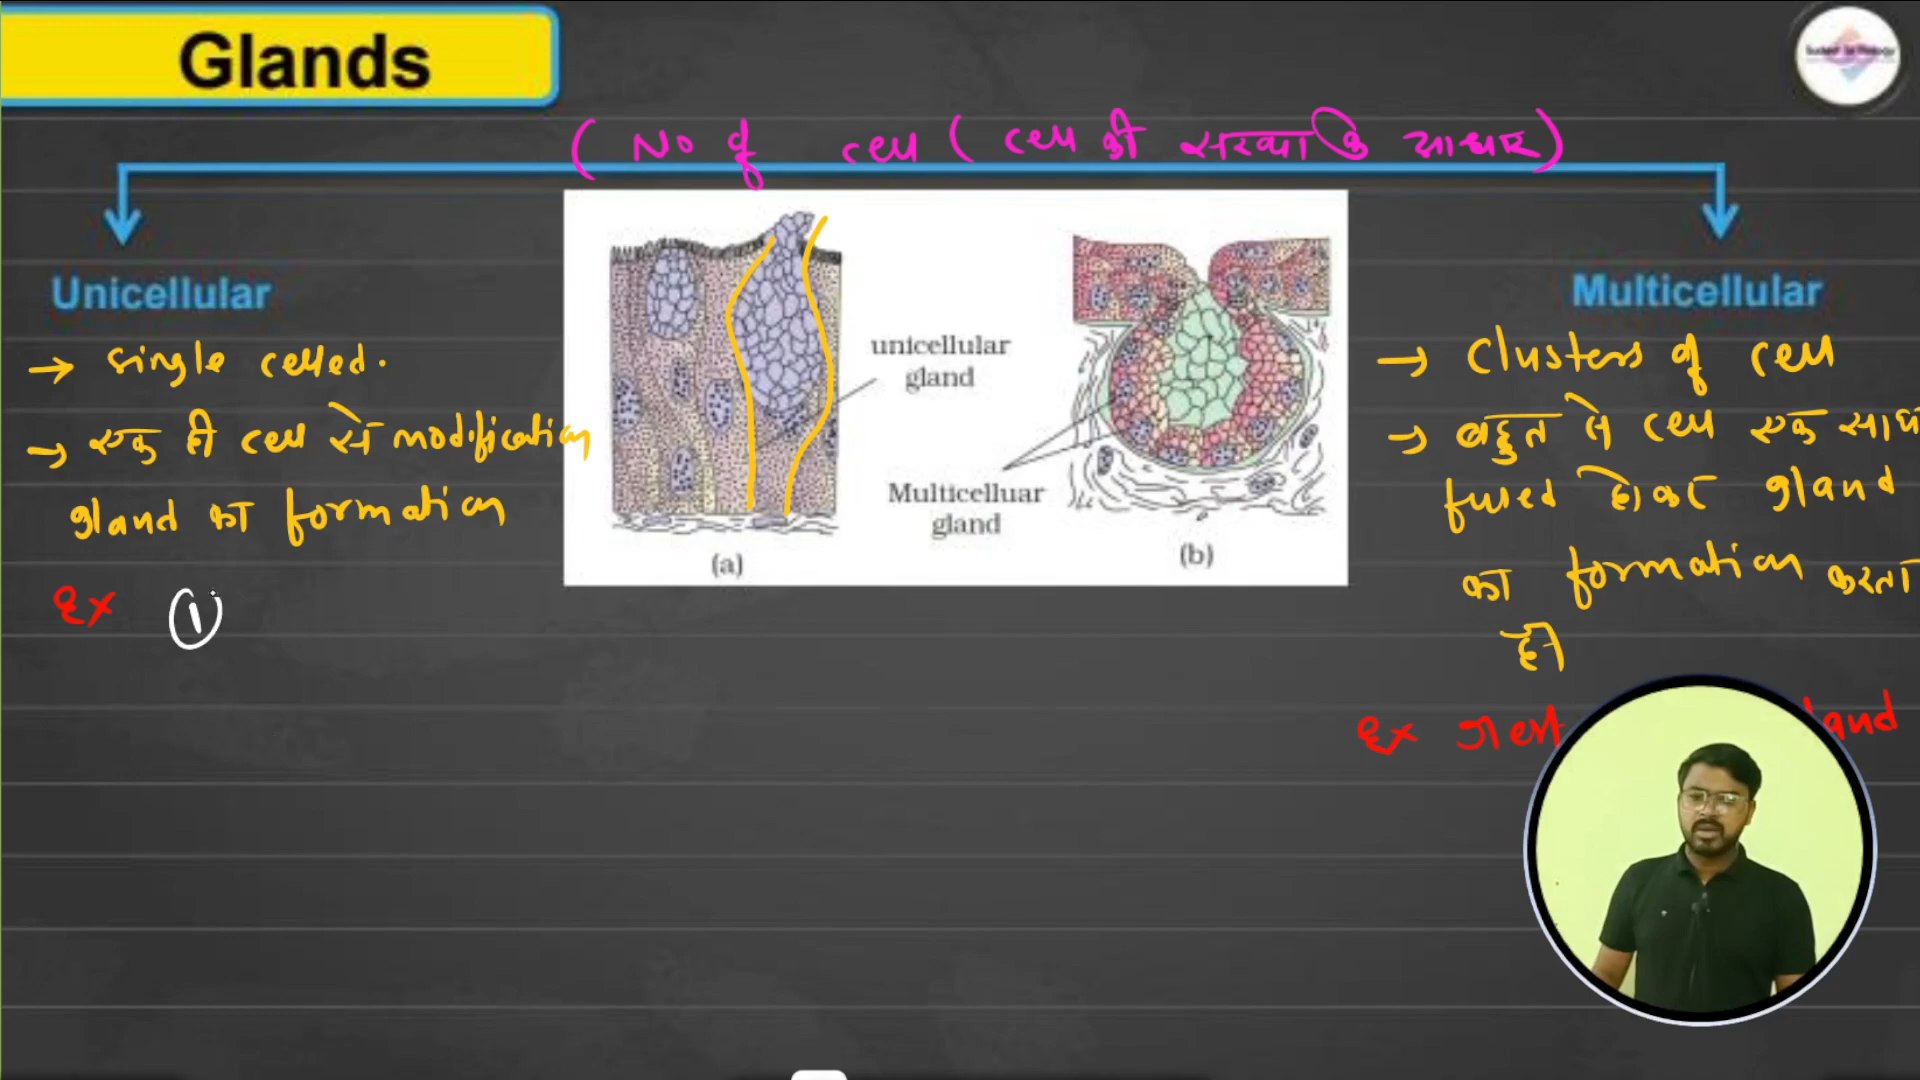 Glands
( No of cell ( cell की संख्या के आधार )
Unicellular
→ single celled.
→ एक ही cell से modification
gland का formation
Ex ①
unicellular
gland
Multicelluar
gland
(a)
(b)
Multicellular
→ Clusters of cell
→ बहुत से cell एक साथ
fused होकर gland
का formation करता
है।
Ex gland